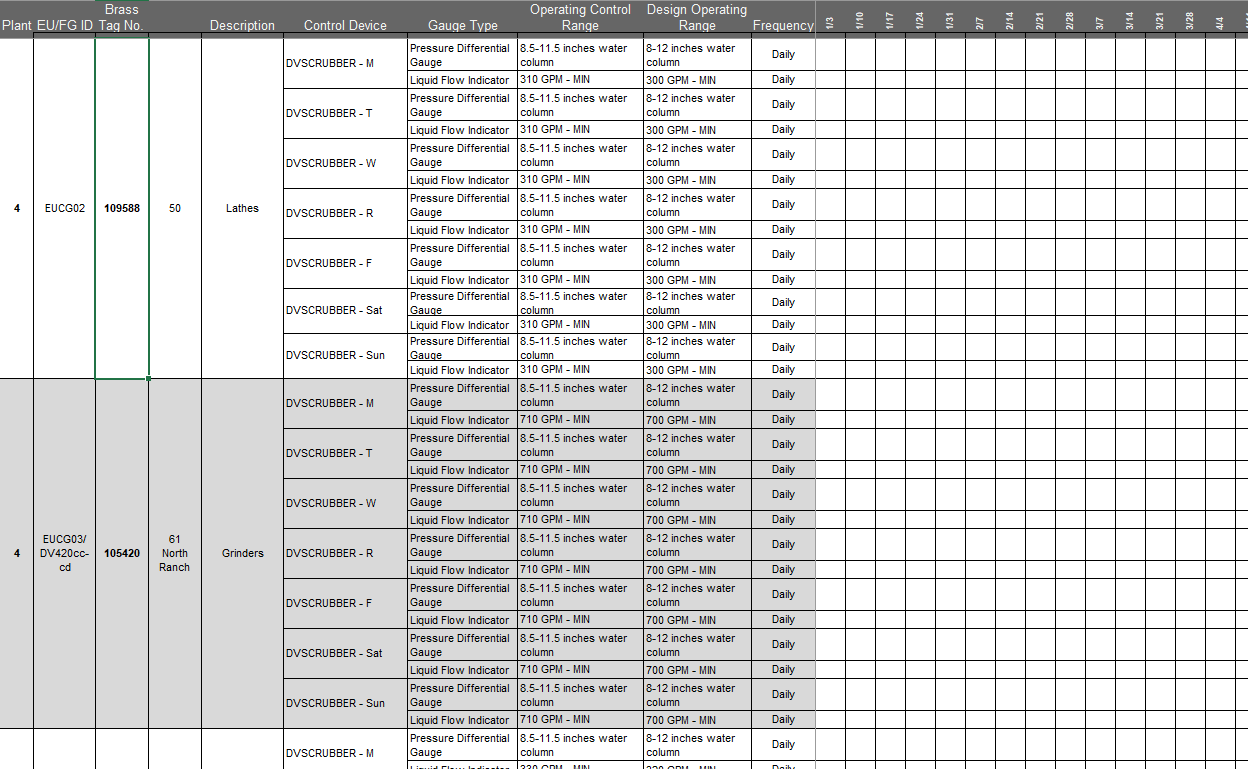 Brass Operating Control Design Operating
Plant EU/FG ID Tag No. Description Control Device Gauge Type Range Range Frequency 1/3 1/10 1/17 1/24 1/31 2/7 2/14 2/21 2/28 3/7 3/14 3/21 3/28 4/4
DVSCRUBBER - M Pressure Differential Gauge 8.5-11.5 inches water column 8-12 inches water column Daily
Liquid Flow Indicator 310 GPM - MIN 300 GPM - MIN Daily
DVSCRUBBER - T Pressure Differential Gauge 8.5-11.5 inches water column 8-12 inches water column Daily
Liquid Flow Indicator 310 GPM - MIN 300 GPM - MIN Daily
DVSCRUBBER - W Pressure Differential Gauge 8.5-11.5 inches water column 8-12 inches water column Daily
Liquid Flow Indicator 310 GPM - MIN 300 GPM - MIN Daily
4 EUCG02 109588 50 Lathes DVSCRUBBER - R Pressure Differential Gauge 8.5-11.5 inches water column 8-12 inches water column Daily
Liquid Flow Indicator 310 GPM - MIN 300 GPM - MIN Daily
DVSCRUBBER - F Pressure Differential Gauge 8.5-11.5 inches water column 8-12 inches water column Daily
Liquid Flow Indicator 310 GPM - MIN 300 GPM - MIN Daily
DVSCRUBBER - Sat Pressure Differential Gauge 8.5-11.5 inches water column 8-12 inches water column Daily
Liquid Flow Indicator 310 GPM - MIN 300 GPM - MIN Daily
DVSCRUBBER - Sun Pressure Differential Gauge 8.5-11.5 inches water column 8-12 inches water column Daily
Liquid Flow Indicator 310 GPM - MIN 300 GPM - MIN Daily
DVSCRUBBER - M Pressure Differential Gauge 8.5-11.5 inches water column 8-12 inches water column Daily
Liquid Flow Indicator 710 GPM - MIN 700 GPM - MIN Daily
DVSCRUBBER - T Pressure Differential Gauge 8.5-11.5 inches water column 8-12 inches water column Daily
Liquid Flow Indicator 710 GPM - MIN 700 GPM - MIN Daily
DVSCRUBBER - W Pressure Differential Gauge 8.5-11.5 inches water column 8-12 inches water column Daily
Liquid Flow Indicator 710 GPM - MIN 700 GPM - MIN Daily
4 EUCG03/ DV420cc- cd 105420 61 North Ranch Grinders DVSCRUBBER - R Pressure Differential Gauge 8.5-11.5 inches water column 8-12 inches water column Daily
Liquid Flow Indicator 710 GPM - MIN 700 GPM - MIN Daily
DVSCRUBBER - F Pressure Differential Gauge 8.5-11.5 inches water column 8-12 inches water column Daily
Liquid Flow Indicator 710 GPM - MIN 700 GPM - MIN Daily
DVSCRUBBER - Sat Pressure Differential Gauge 8.5-11.5 inches water column 8-12 inches water column Daily
Liquid Flow Indicator 710 GPM - MIN 700 GPM - MIN Daily
DVSCRUBBER - Sun Pressure Differential Gauge 8.5-11.5 inches water column 8-12 inches water column Daily
Liquid Flow Indicator 710 GPM - MIN 700 GPM - MIN Daily
DVSCRUBBER - M Pressure Differential Gauge 8.5-11.5 inches water column 8-12 inches water column Daily
Liquid Flow Indicator GPM - MIN GPM - MIN Daily